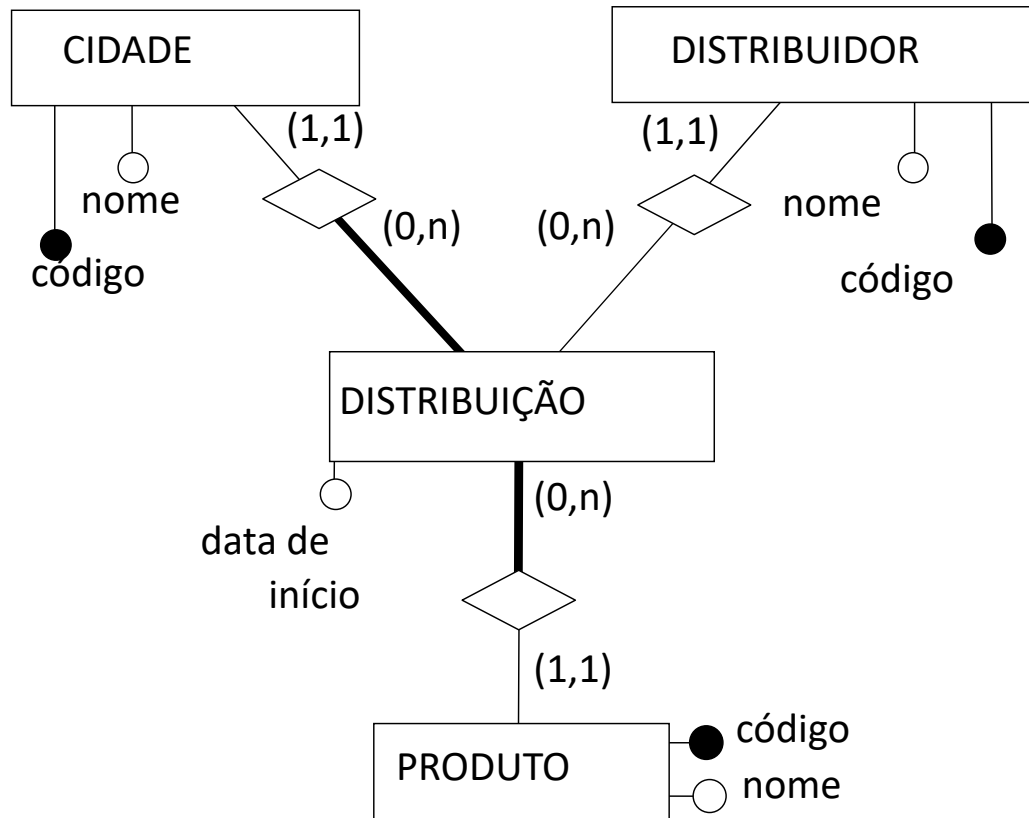 CIDADE
DISTRIBUIDOR
(1,1)
(1,1)
nome
nome
(0,n)
(0,n)
código
código
DISTRIBUIÇÃO
(0,n)
data de
início
(1,1)
código
PRODUTO
nome